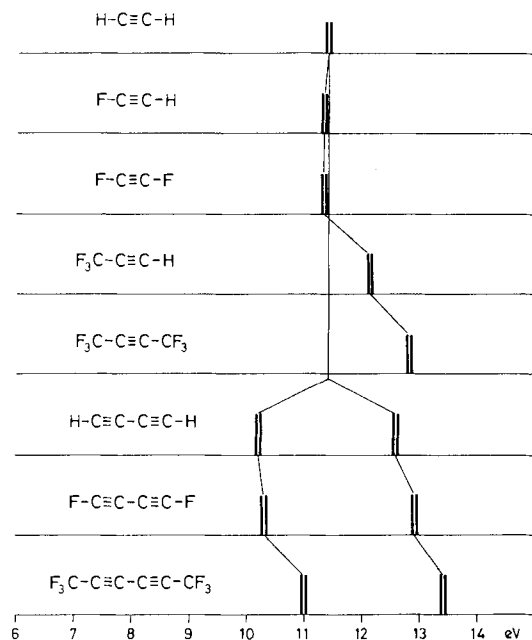 H-C≡C-H
F-C≡C-H
F-C≡C-F
F₃C-C≡C-H
F₃C-C≡C-CF₃
H-C≡C-C≡C-H
F-C≡C-C≡C-F
F₃C-C≡C-C≡C-CF₃
6 7 8 9 10 11 12 13 14 eV